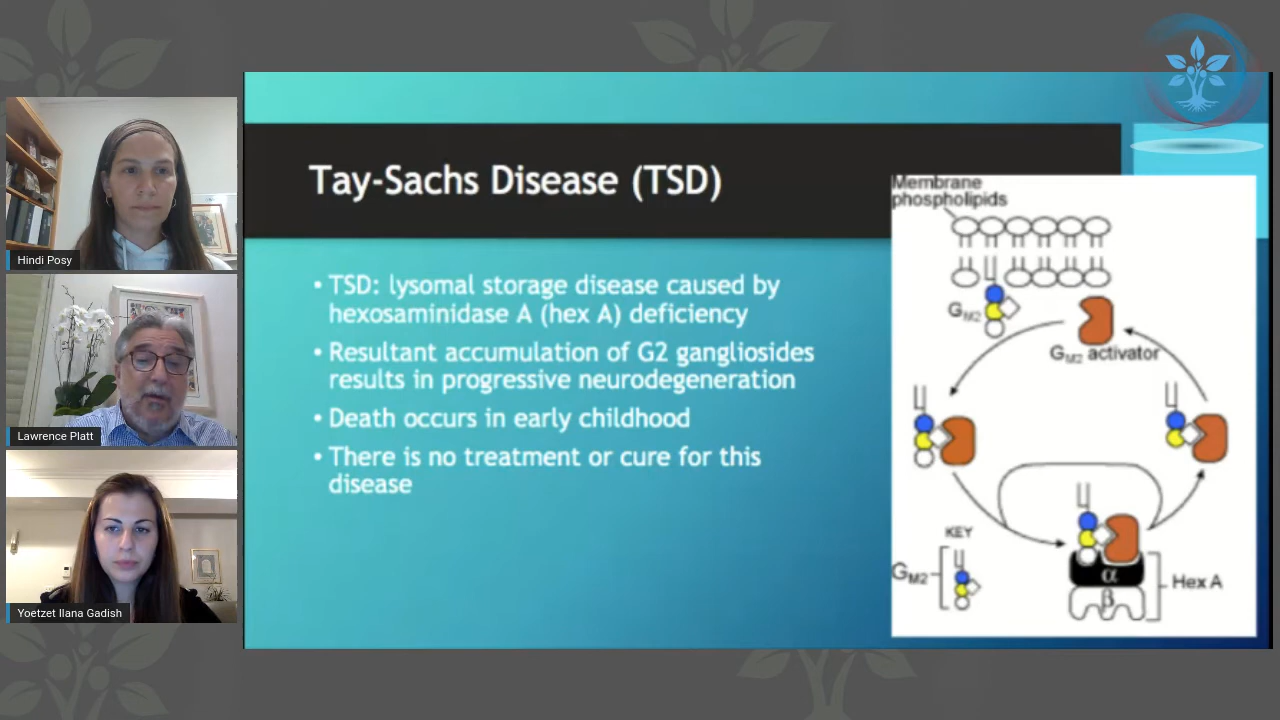 Tay-Sachs Disease (TSD)
• TSD: lysomal storage disease caused by
hexosaminidase A (hex A) deficiency
• Resultant accumulation of G2 gangliosides
results in progressive neurodegeneration
• Death occurs in early childhood
• There is no treatment or cure for this
disease
Membrane
phospholipids
GM2
GM2 activator
KEY
GM2
α
β
Hex A
Hindi Posy
Lawrence Platt
Yoetzet Ilana Gadish